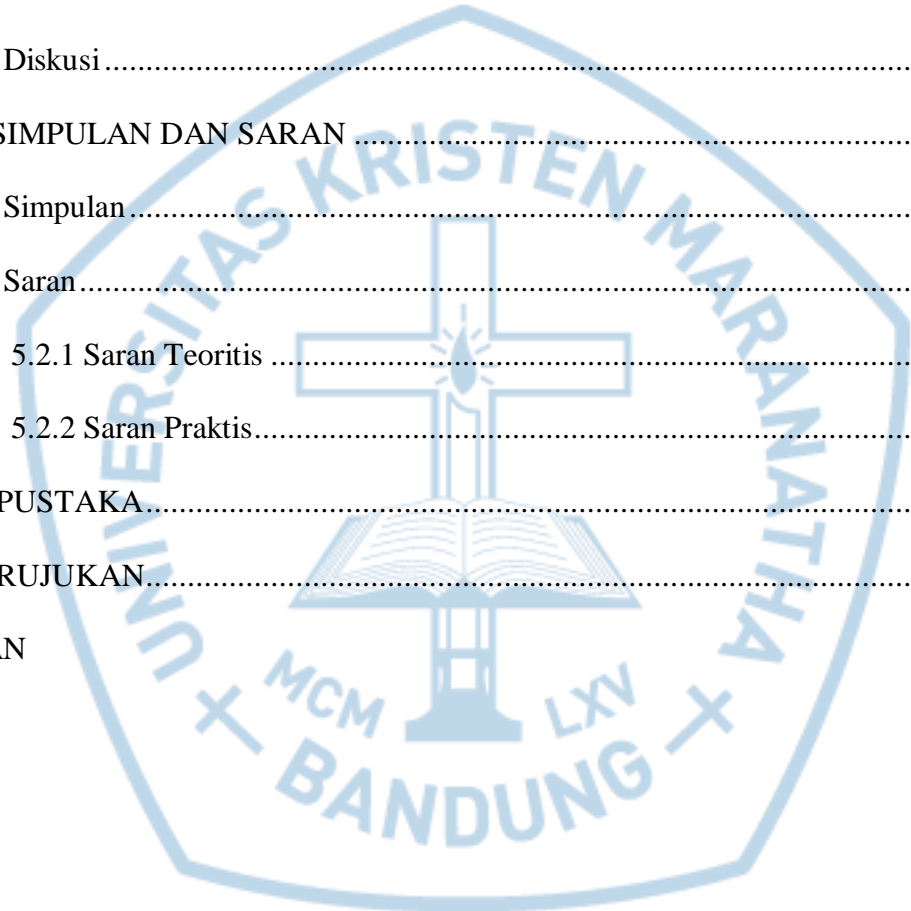 Diskusi ..........................................................................................
SIMPULAN DAN SARAN ..........................................................
Simpulan ......................................................................................
Saran ............................................................................................
5.2.1 Saran Teoritis ......................................................................
5.2.2 Saran Praktis ........................................................................
PUSTAKA ....................................................................................
RUJUKAN ....................................................................................
AN
UNIVERSITAS KRISTEN MARANATHA
MCM LXV
BANDUNG